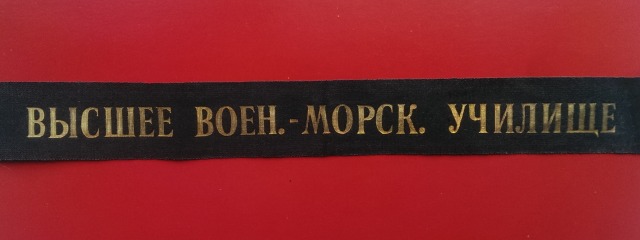 ВЫСШЕЕ ВОЕН.-МОРСК. УЧИЛИЩЕ